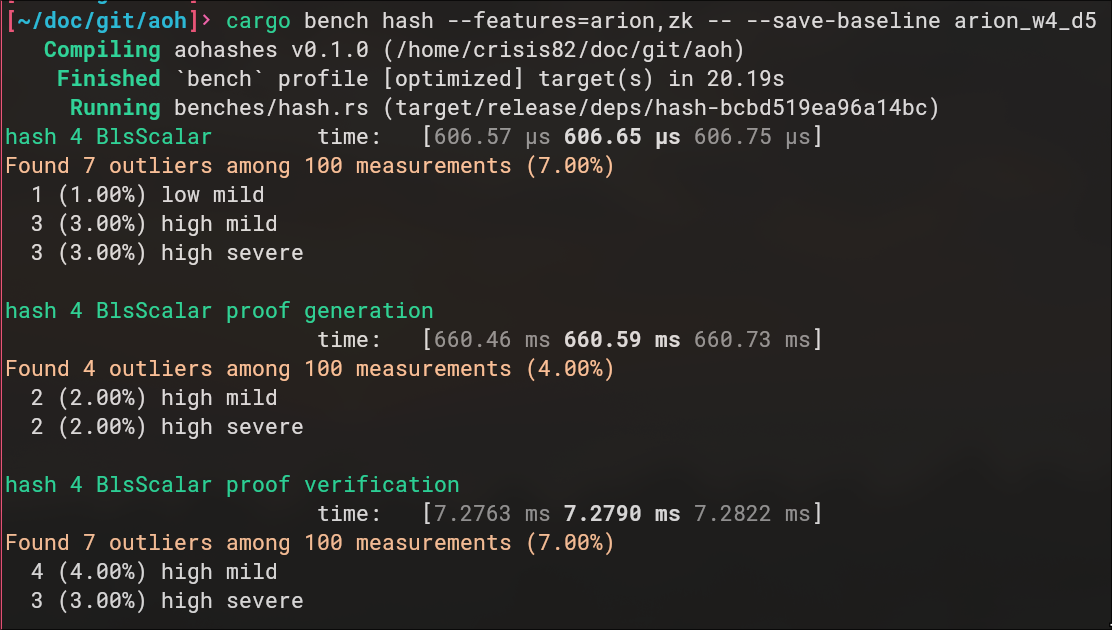 [~/doc/git/aoh]› cargo bench hash --features=arion,zk -- --save-baseline arion_w4_d5
Compiling aohashes v0.1.0 (/home/crisis82/doc/git/aoh)
Finished `bench` profile [optimized] target(s) in 20.19s
Running benches/hash.rs (target/release/deps/hash-bcbd519ea96a14bc)
hash 4 BlsScalar time: [606.57 µs 606.65 µs 606.75 µs]
Found 7 outliers among 100 measurements (7.00%)
1 (1.00%) low mild
3 (3.00%) high mild
3 (3.00%) high severe
hash 4 BlsScalar proof generation
time: [660.46 ms 660.59 ms 660.73 ms]
Found 4 outliers among 100 measurements (4.00%)
2 (2.00%) high mild
2 (2.00%) high severe
hash 4 BlsScalar proof verification
time: [7.2763 ms 7.2790 ms 7.2822 ms]
Found 7 outliers among 100 measurements (7.00%)
4 (4.00%) high mild
3 (3.00%) high severe